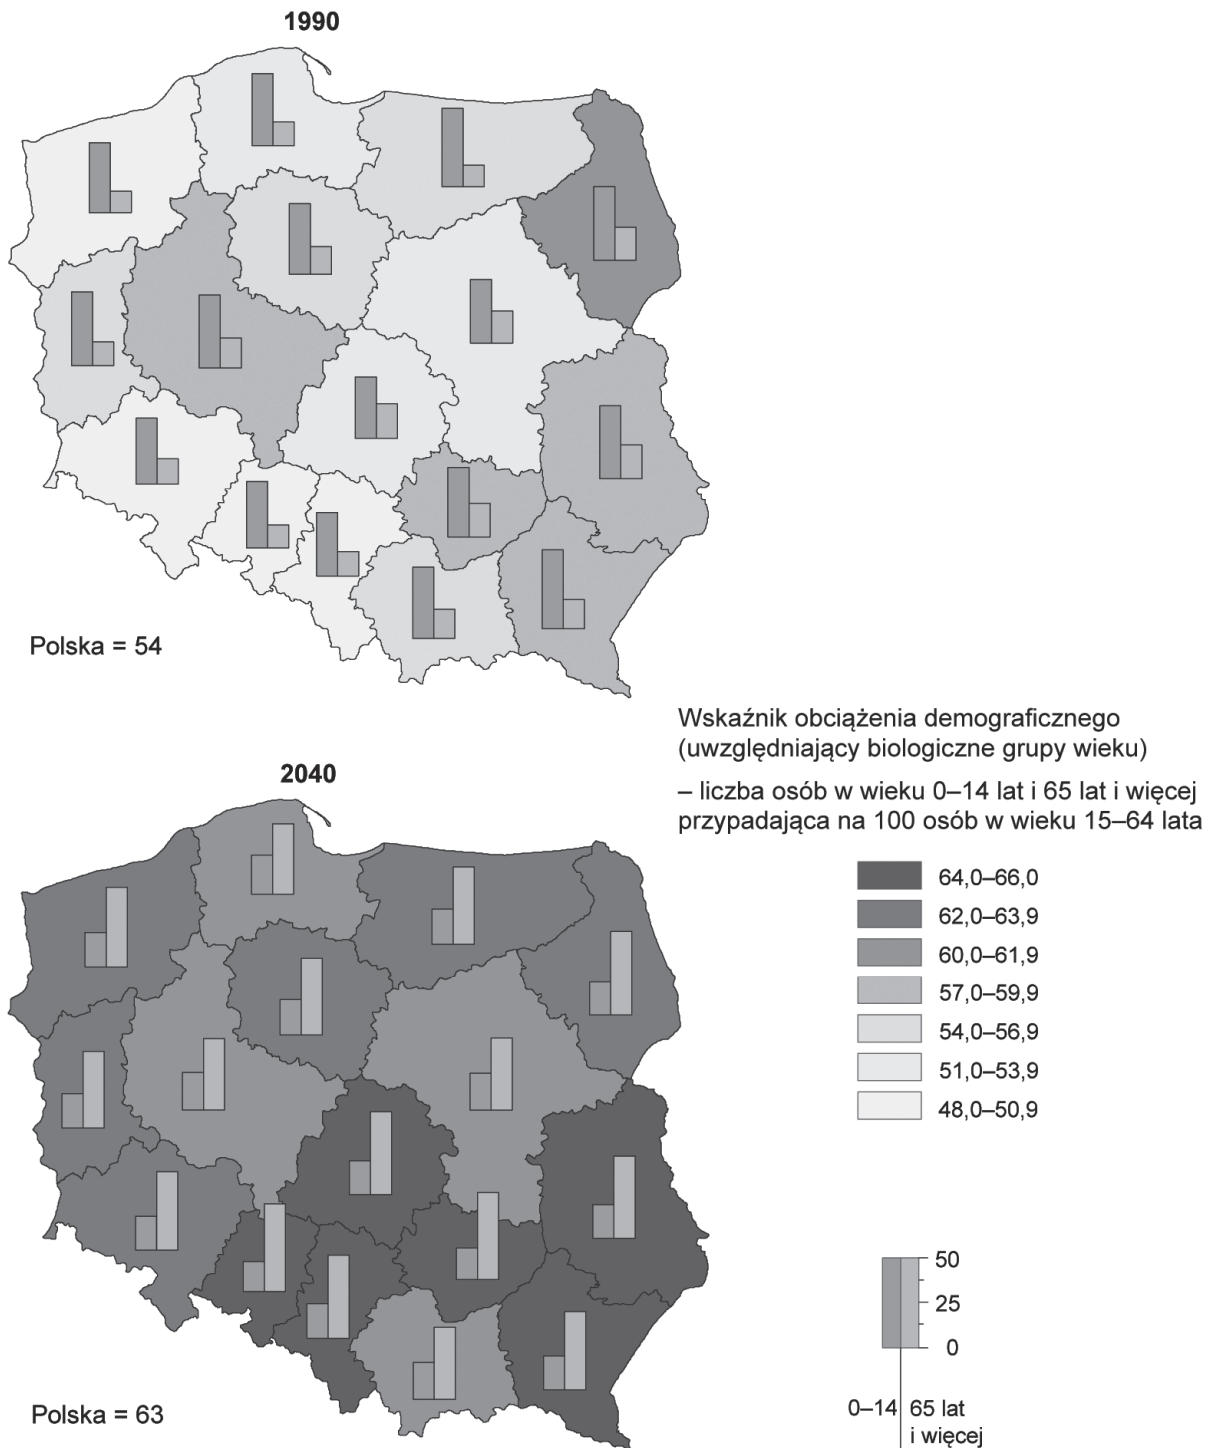 1990
Polska = 54
Wskaźnik obciążenia demograficznego
(uwzględniający biologiczne grupy wieku)
– liczba osób w wieku 0–14 lat i 65 lat i więcej
przypadająca na 100 osób w wieku 15–64 lata
2040
64,0–66,0
62,0–63,9
60,0–61,9
57,0–59,9
54,0–56,9
51,0–53,9
48,0–50,9
50
25
0
0–14 65 lat
i więcej
Polska = 63